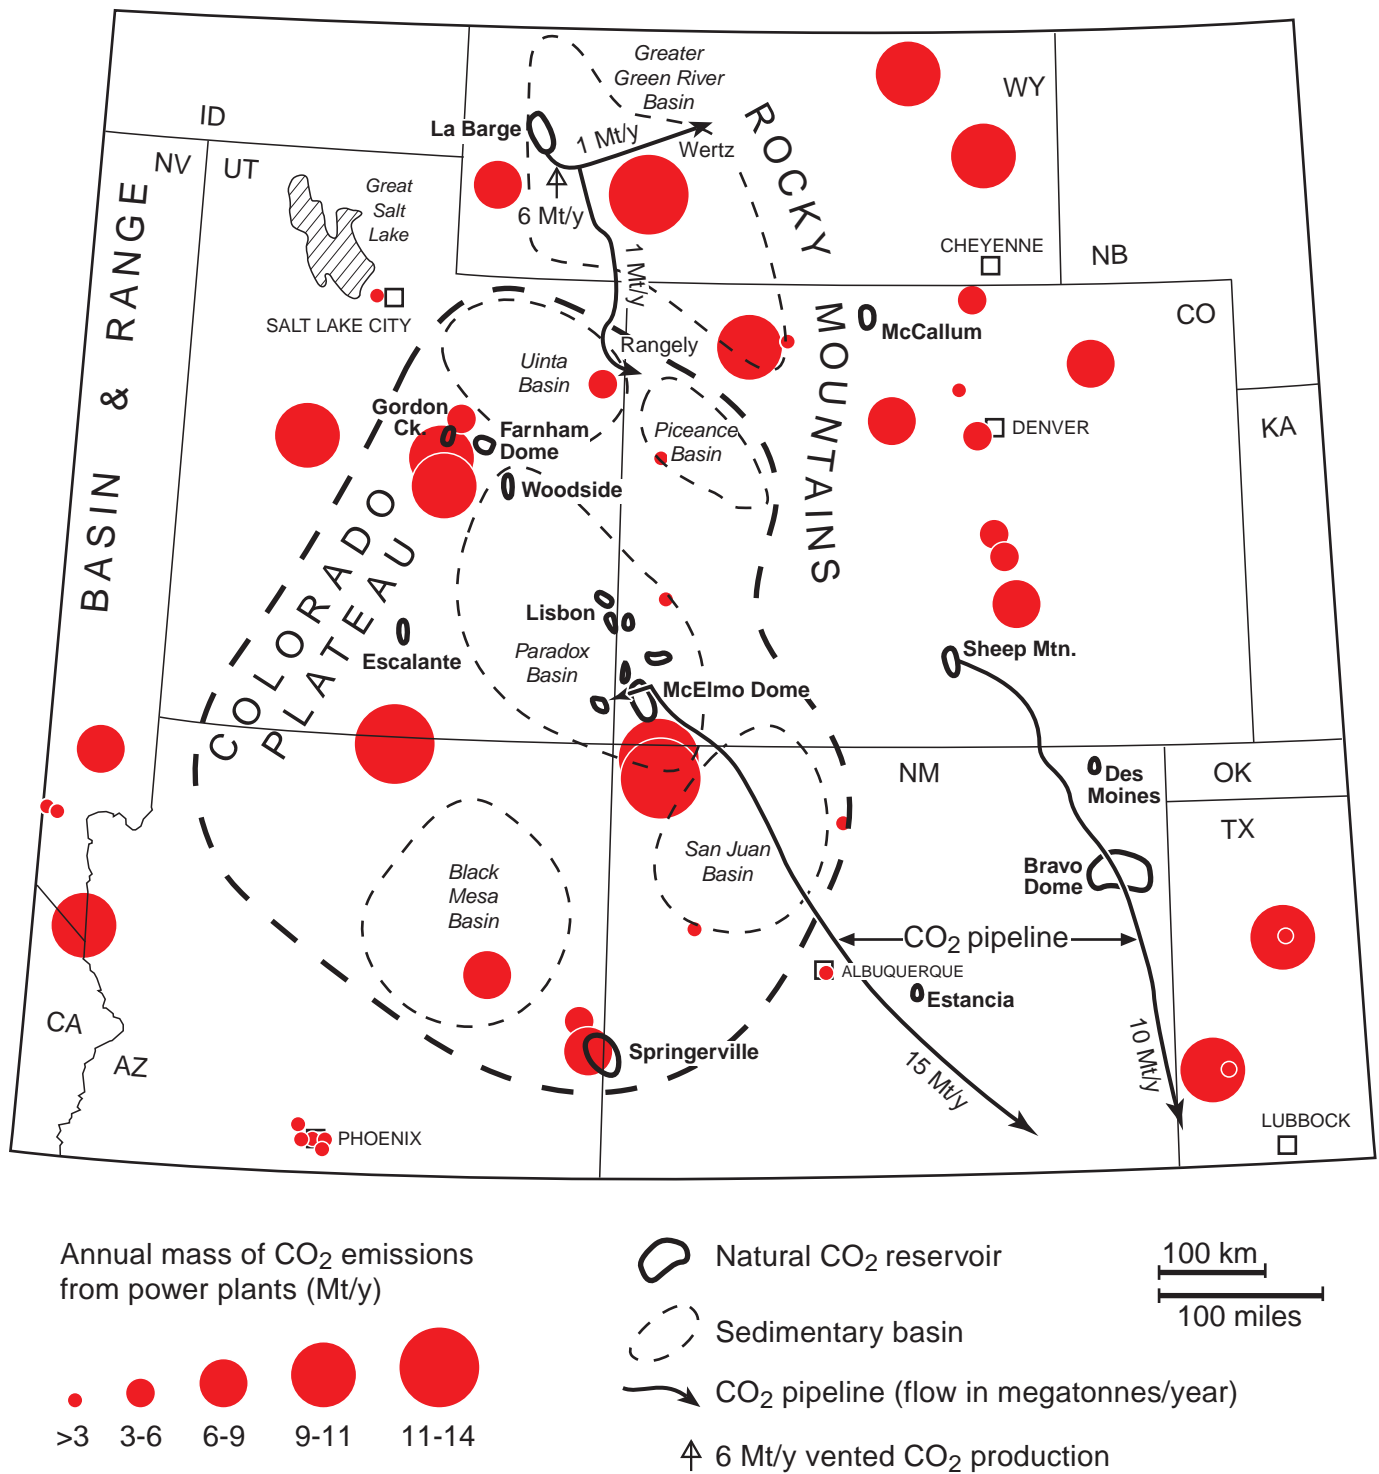 Greater
Green River
Basin
WY
ID
La Barge
1 Mt/y
Wertz
ROCKY
MOUNTAINS
NV
UT
Great
Salt
Lake
6 Mt/y
1 Mt/y
CHEYENNE
NB
SALT LAKE CITY
BASIN & RANGE
McCallum
CO
Rangely
Uinta
Basin
Gordon
Ck.
Farnham
Dome
Piceance
Basin
DENVER
KA
Woodside
COLORADO
PLATEAU
Lisbon
Escalante
Paradox
Basin
Sheep Mtn.
McElmo Dome
NM
Des
Moines
OK
TX
San Juan
Basin
Black
Mesa
Basin
Bravo
Dome
CO2 pipeline
ALBUQUERQUE
Estancia
CA
AZ
Springerville
15 Mt/y
10 Mt/y
PHOENIX
LUBBOCK
Annual mass of CO2 emissions
from power plants (Mt/y)
>3
3-6
6-9
9-11
11-14
Natural CO2 reservoir
Sedimentary basin
CO2 pipeline (flow in megatonnes/year)
6 Mt/y vented CO2 production
100 km
100 miles